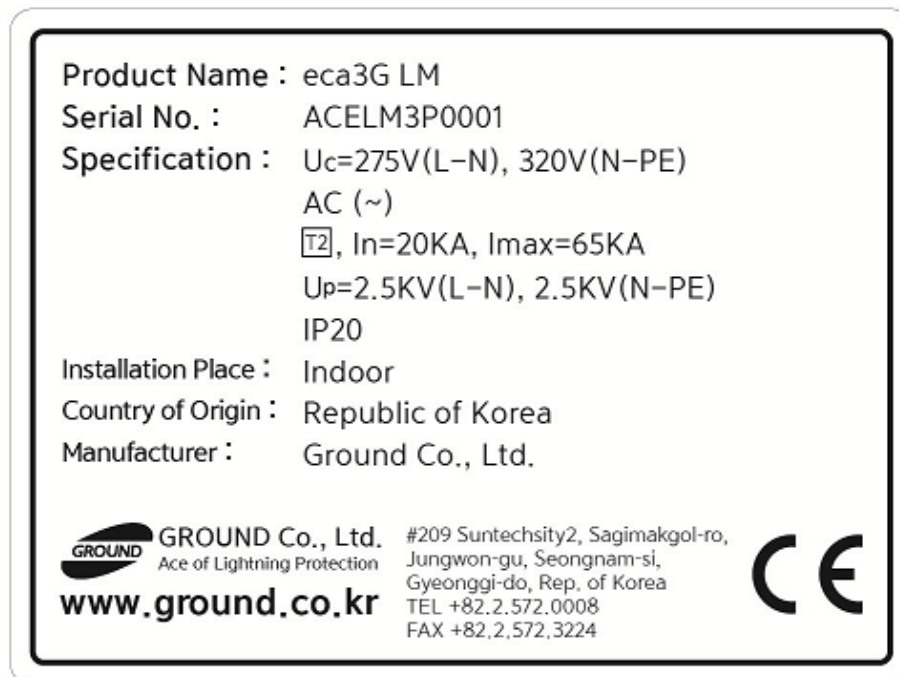 Product Name : eca3G LM
Serial No. : ACELM3P0001
Specification : Uc=275V(L-N), 320V(N-PE)
AC (~)
T2, In=20KA, Imax=65KA
Up=2.5KV(L-N), 2.5KV(N-PE)
IP20
Installation Place : Indoor
Country of Origin : Republic of Korea
Manufacturer : Ground Co., Ltd.
GROUND
GROUND Co., Ltd.
Ace of Lightning Protection
www.ground.co.kr
#209 Suntechsity2, Sagimakgol-ro,
Jungwon-gu, Seongnam-si,
Gyeonggi-do, Rep. of Korea
TEL +82.2.572.0008
FAX +82.2.572.3224
CE